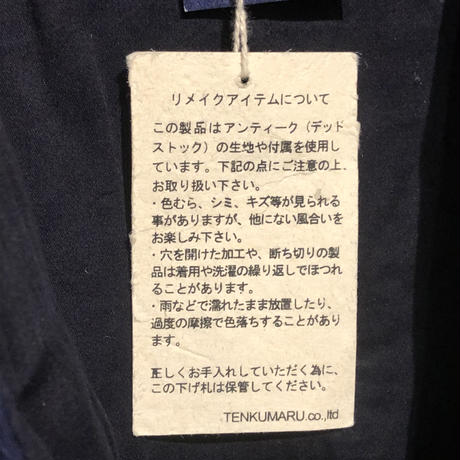 リメイクアイテムについて
この製品はアンティーク（デッド
ストック）の生地や付属を使用し
ています。下記の点にご注意の上、
お取り扱い下さい。
・色むら、シミ、キズ等が見られる
事がありますが、他にない風合いを
お楽しみ下さい。
・穴を開けた加工や、断ち切りの製
品は着用や洗濯の繰り返しでほつれ
ることがあります。
・雨などで濡れたまま放置したり、
過度の摩擦で色落ちすることがあり
ます。
正しくお手入れしていただく為に、
この下げ札は保管してください。
TENKUMARU.co.,ltd